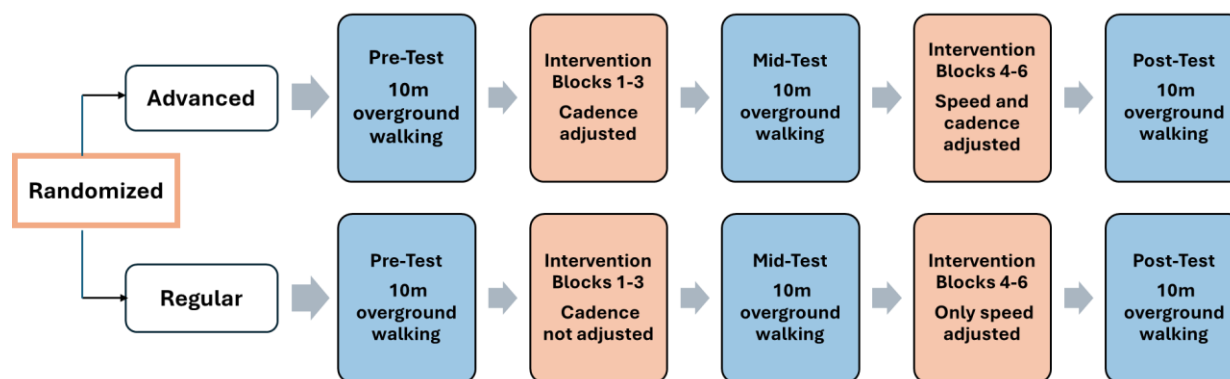 Randomized
Advanced
Pre-Test
10m
overground
walking
Intervention
Blocks 1-3
Cadence
adjusted
Mid-Test
10m
overground
walking
Intervention
Blocks 4-6
Speed and
cadence
adjusted
Post-Test
10m
overground
walking
Regular
Pre-Test
10m
overground
walking
Intervention
Blocks 1-3
Cadence
not adjusted
Mid-Test
10m
overground
walking
Intervention
Blocks 4-6
Only speed
adjusted
Post-Test
10m
overground
walking